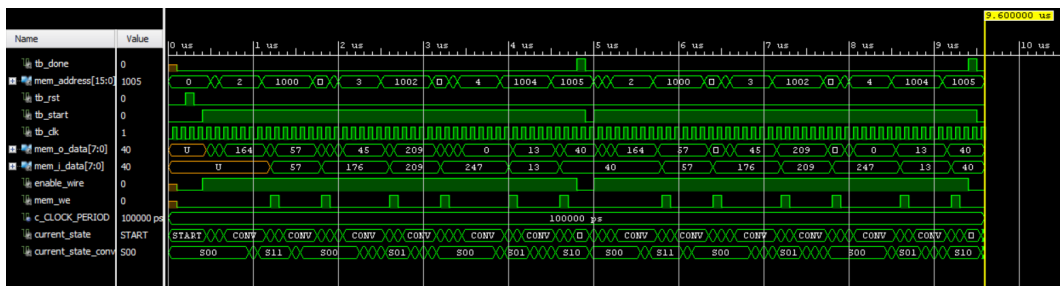 9.600000 us
Name Value
0 us 1 us 2 us 3 us 4 us 5 us 6 us 7 us 8 us 9 us 10 us
tb_done 0
mem_address[15:0] 1005 0 2 1000 3 1002 4 1004 1005 2 1000 3 1002 4 1004 1005
tb_rst 0
tb_start 0
tb_clk 1
mem_o_data[7:0] 40 U 164 57 45 209 0 13 40 164 57 45 209 0 13 40
mem_i_data[7:0] 40 U 57 176 209 247 13 40 57 176 209 247 13 40
enable_wire 0
mem_we 0
c_CLOCK_PERIOD 100000 ps 100000 ps
current_state START START CONV CONV CONV CONV CONV CONV CONV CONV CONV CONV CONV
current_state_conv S00 S00 S11 S00 S01 S00 S01 S10 S00 S11 S00 S01 S00 S01 S10